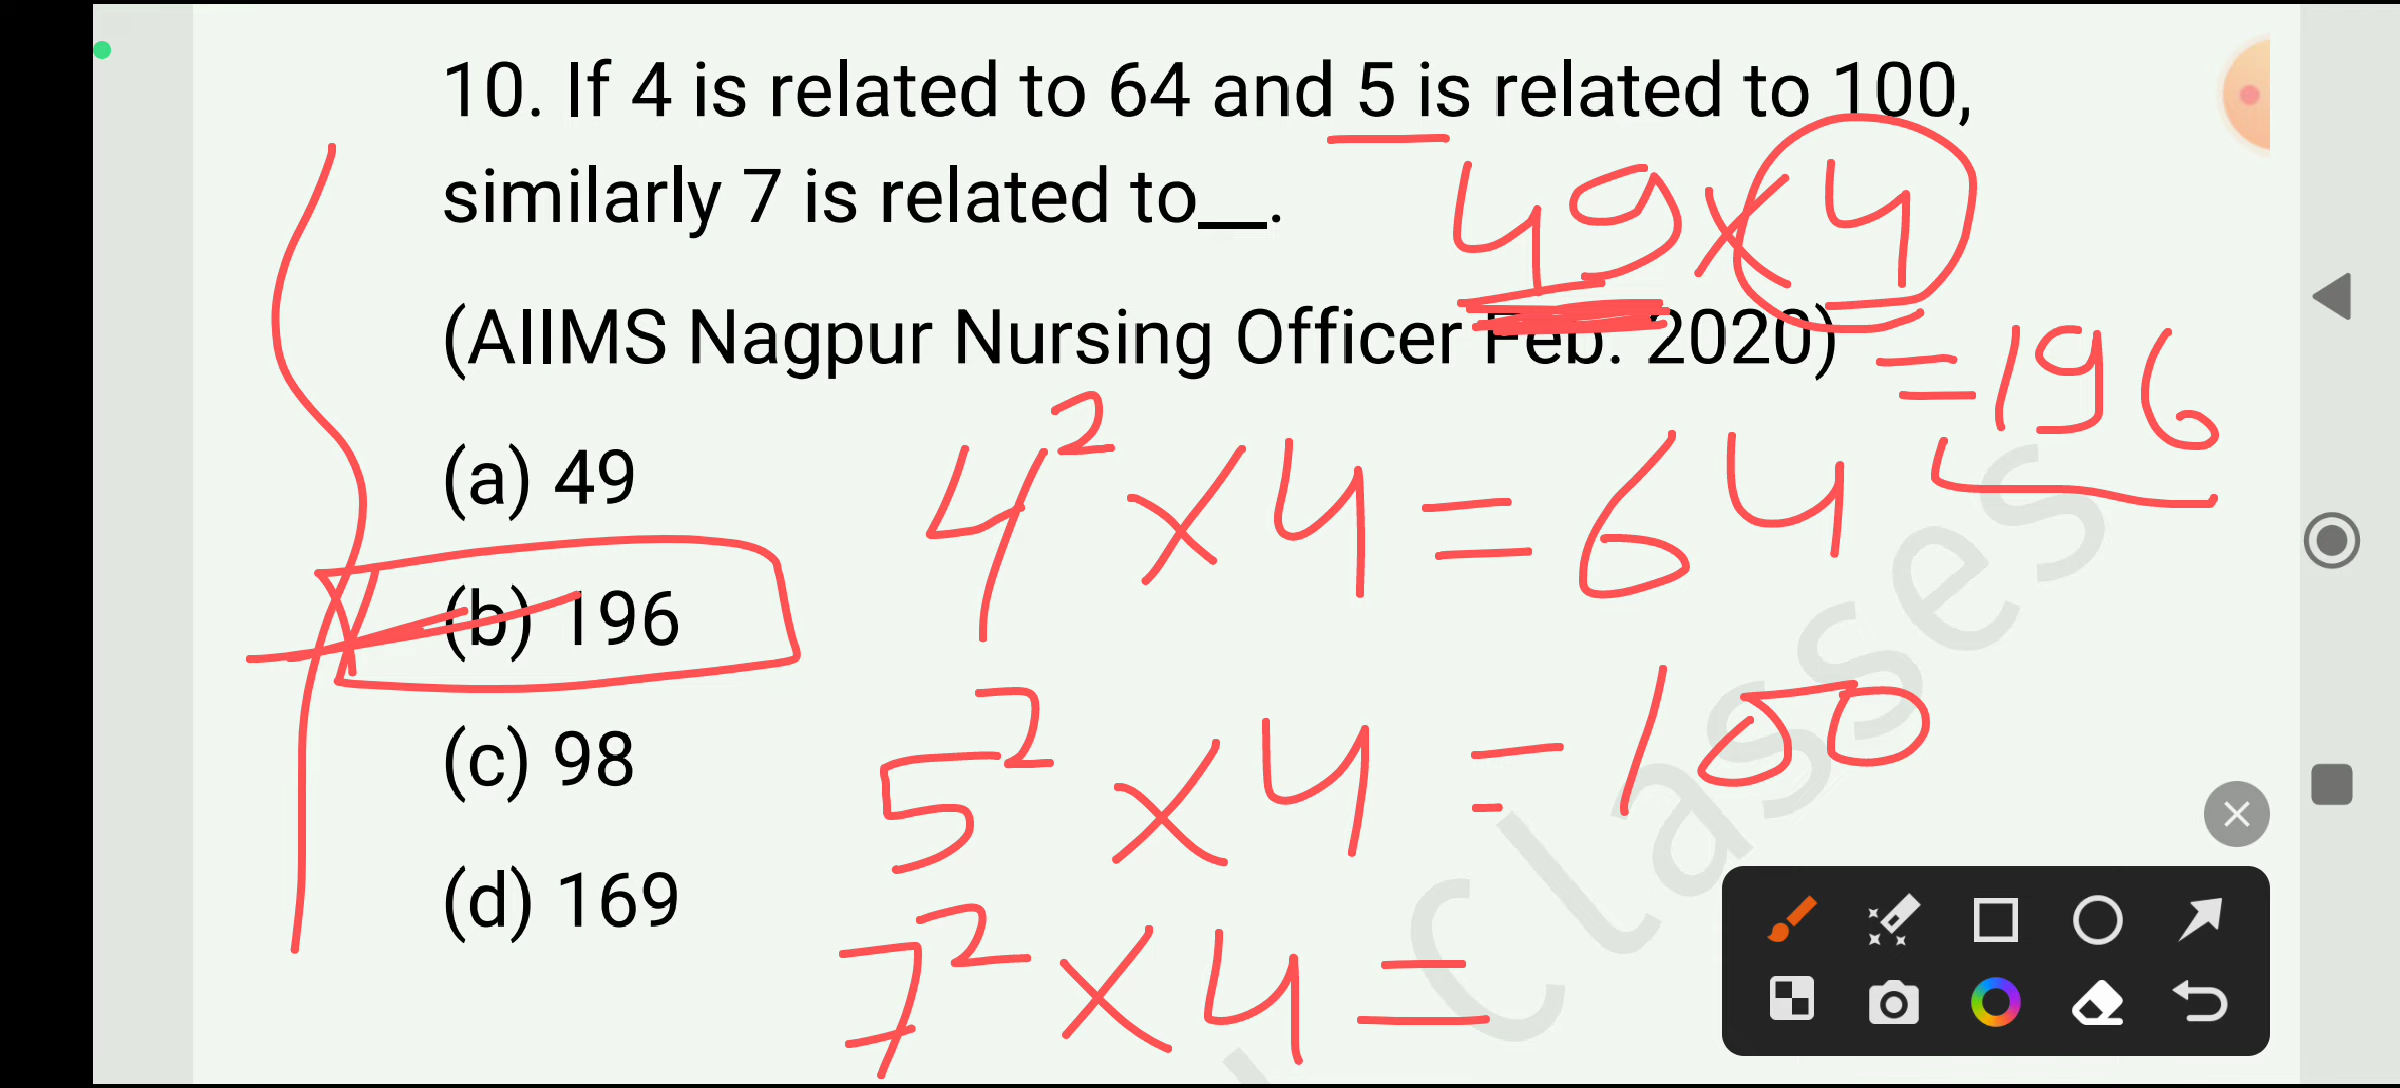 10. If 4 is related to 64 and 5 is related to 100,
similarly 7 is related to__.
49 × 4
(AIIMS Nagpur Nursing Officer Feb. 2020)
= 196
(a) 49
4² × 4 = 64
(b) 196
(c) 98
5² × 4 = 100
(d) 169
7² × 4 =
Classes